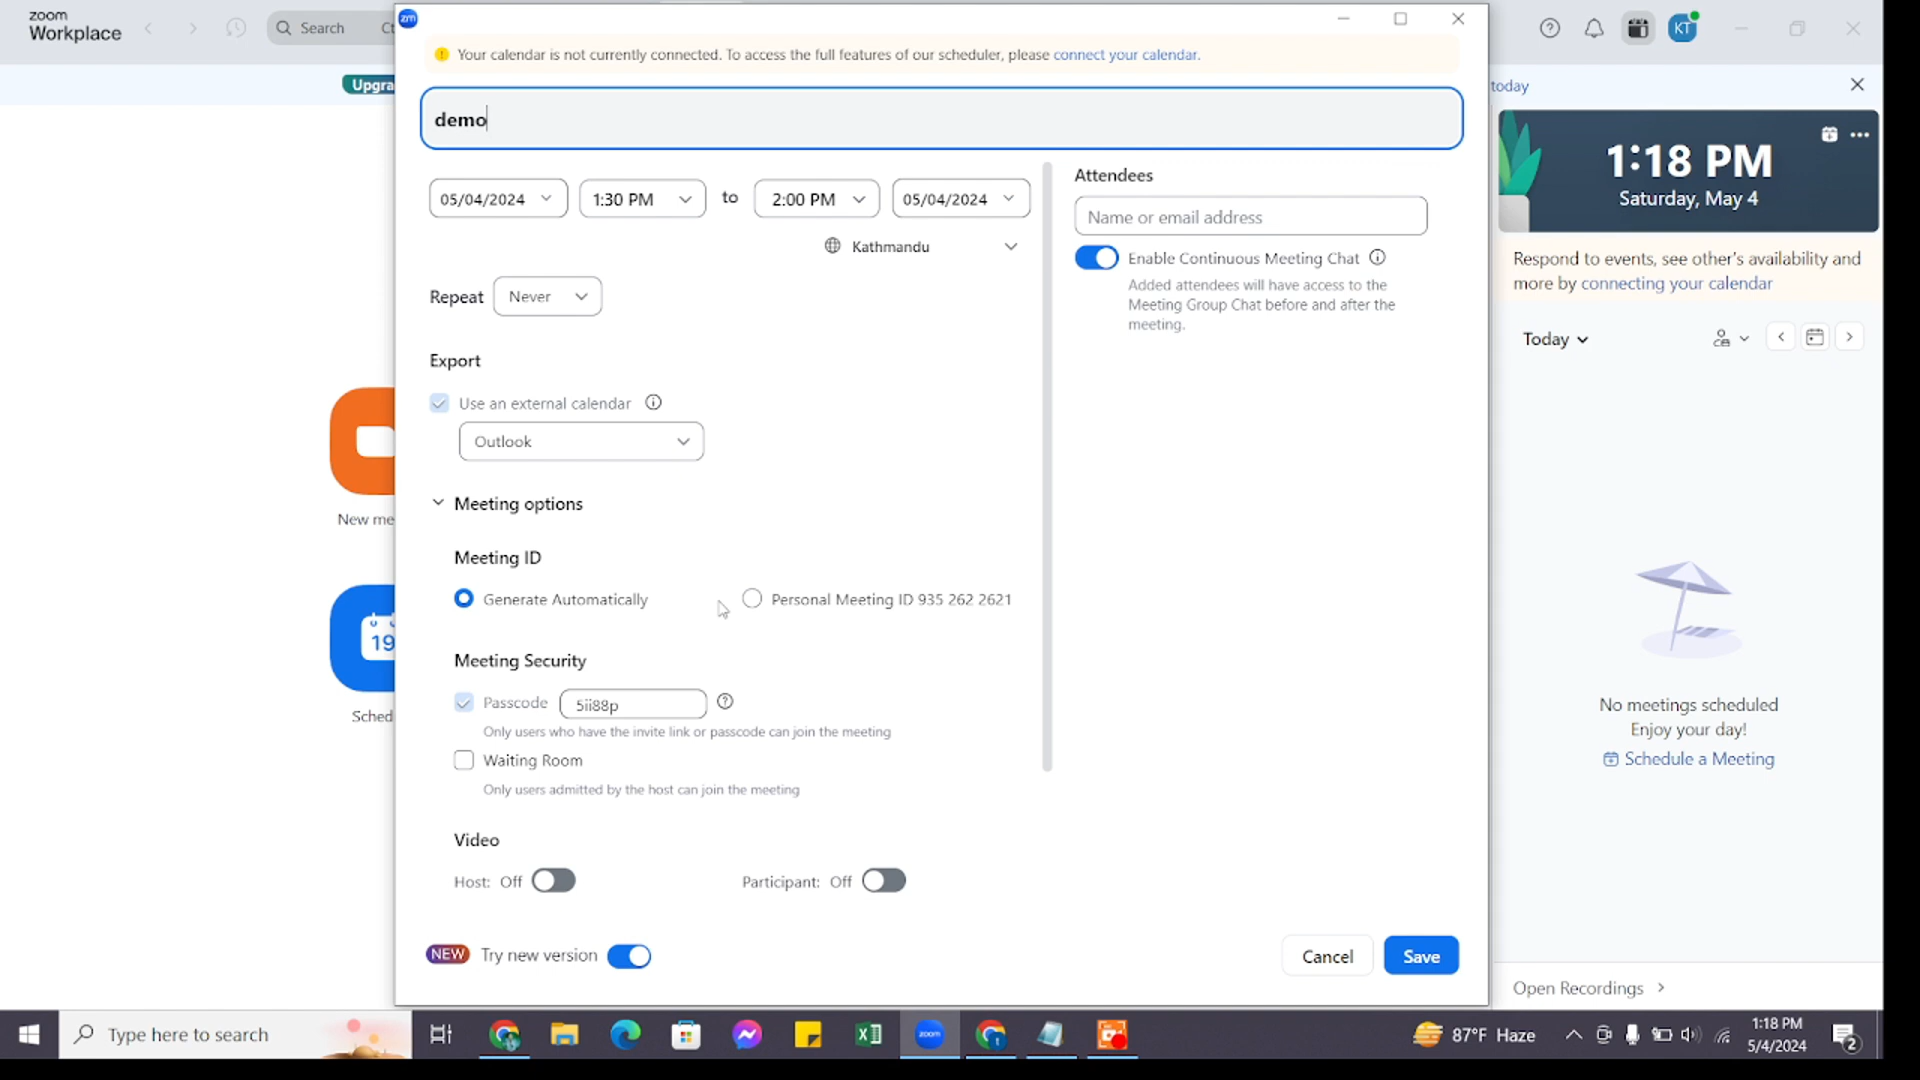 zoom
Workplace
Search
Your calendar is not currently connected. To access the full features of our scheduler, please connect your calendar.
KT
today
demo
1:18 PM
Saturday, May 4
05/04/2024 1:30 PM to 2:00 PM 05/04/2024
Kathmandu
Attendees
Name or email address
Enable Continuous Meeting Chat
Added attendees will have access to the
Meeting Group Chat before and after the
meeting.
Respond to events, see other's availability and
more by connecting your calendar
Repeat Never
Today
Export
Use an external calendar
Outlook
Meeting options
New me
Meeting ID
Generate Automatically
Personal Meeting ID 935 262 2621
19
Sched
Meeting Security
Passcode 5ii88p
Only users who have the invite link or passcode can join the meeting
Waiting Room
Only users admitted by the host can join the meeting
No meetings scheduled
Enjoy your day!
Schedule a Meeting
Video
Host: Off
Participant: Off
NEW Try new version
Cancel
Save
Open Recordings
Type here to search
zoom
87°F Haze
1:18 PM
5/4/2024
2